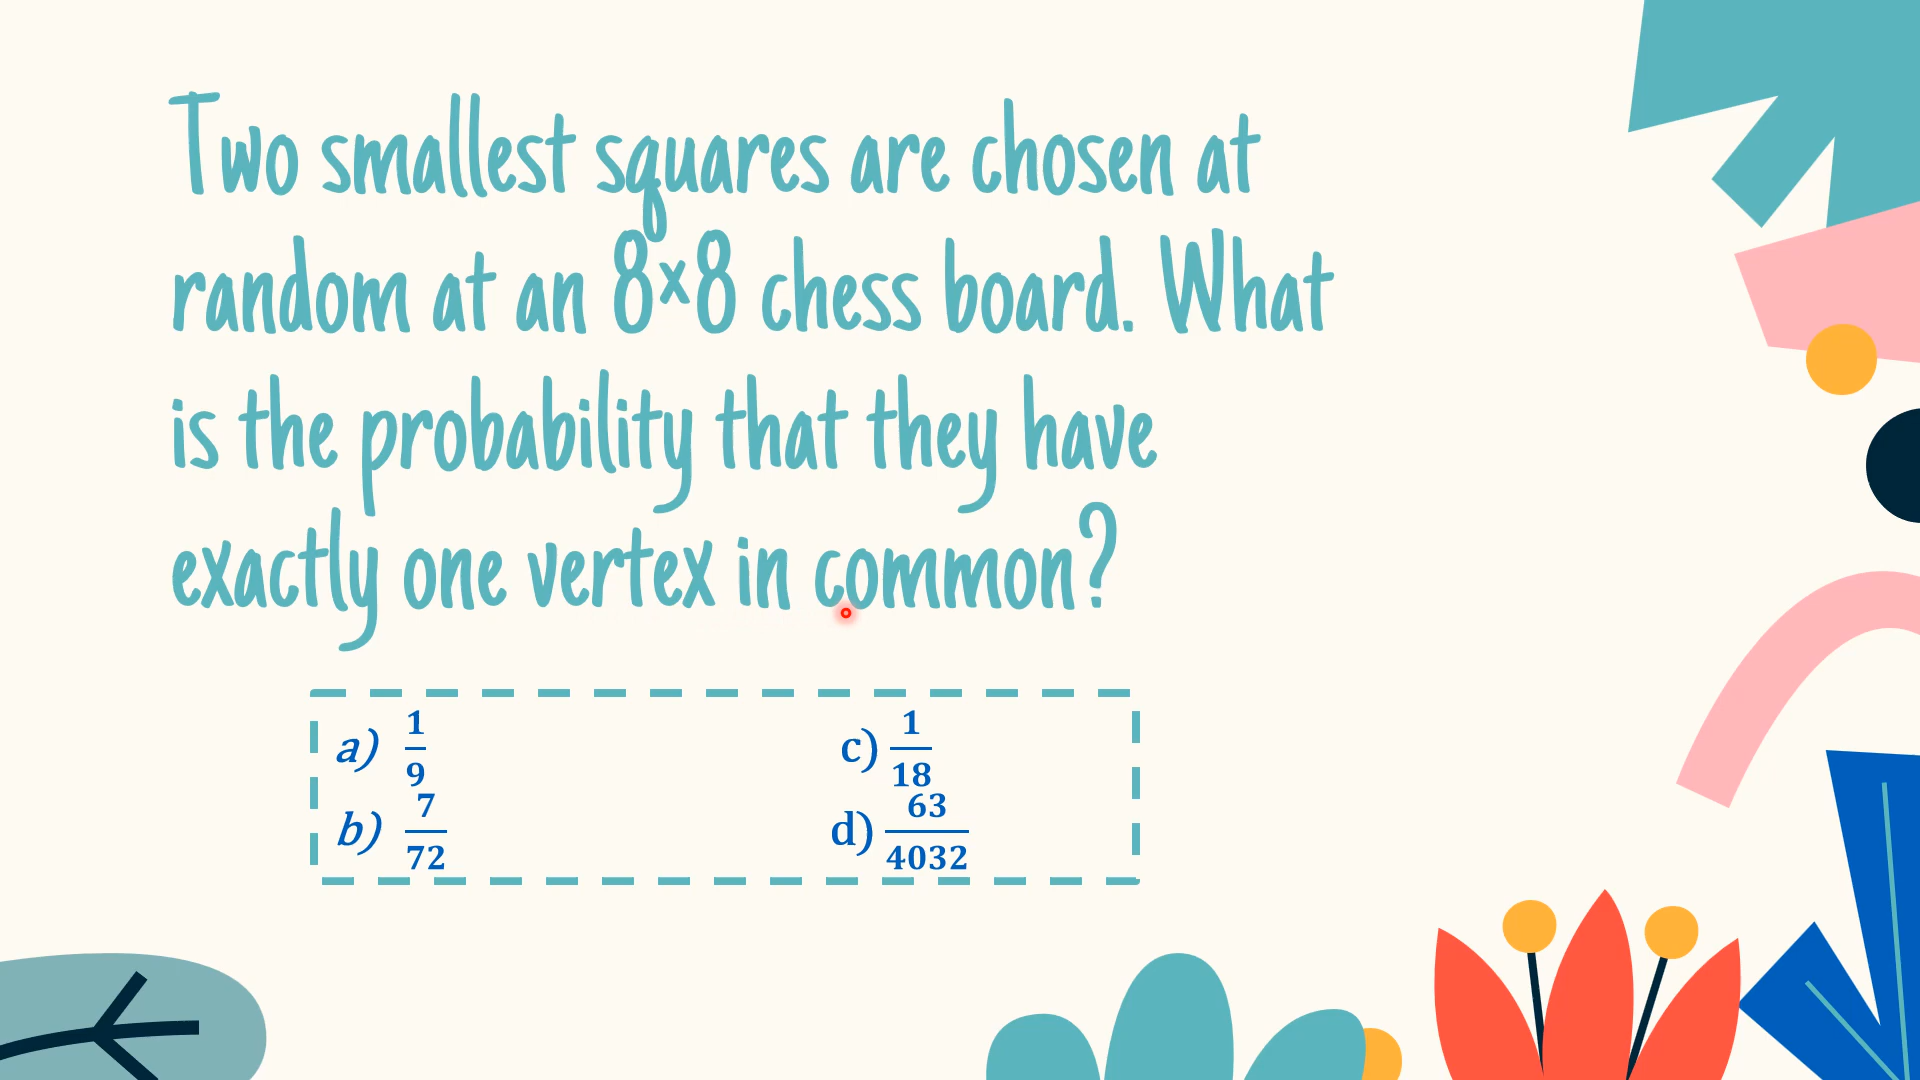 Two smallest squares are chosen at
random at an 8×8 chess board. What
is the probability that they have
exactly one vertex in common?
a) 1/9 c) 1/18
b) 7/72 d) 63/4032